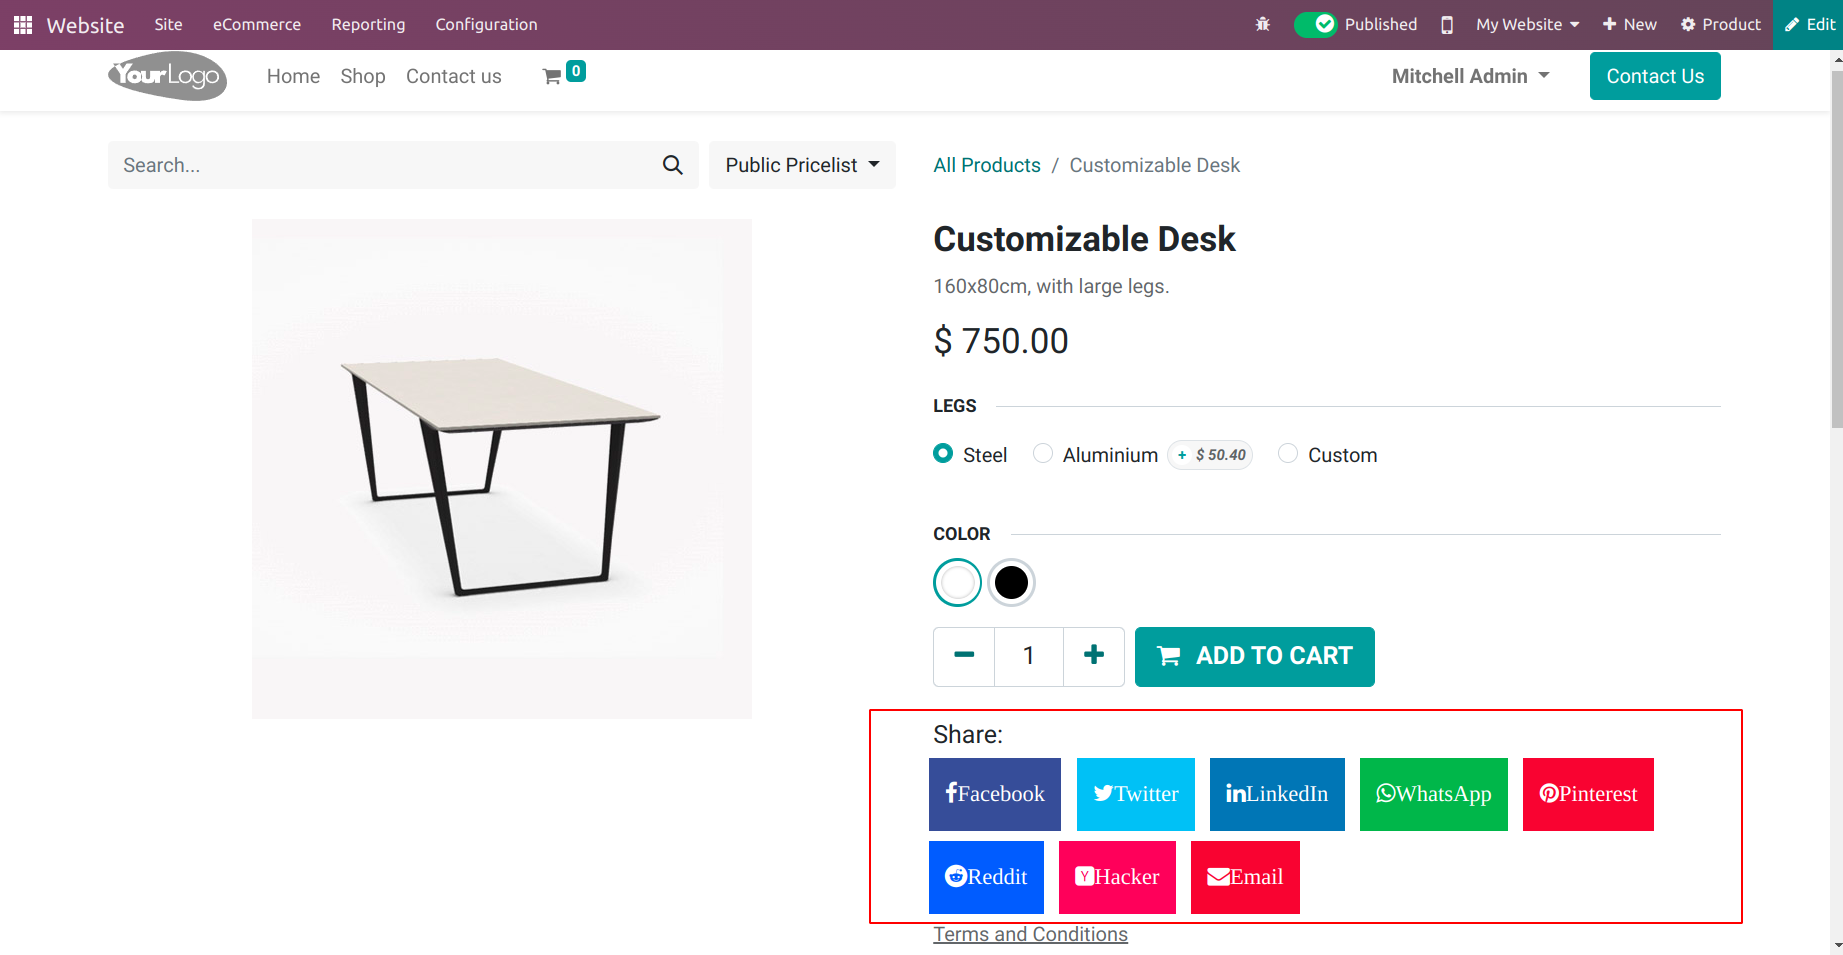 Website Site eCommerce Reporting Configuration Published My Website New Product Edit
YourLogo Home Shop Contact us 0 Mitchell Admin Contact Us
Search... Public Pricelist All Products / Customizable Desk
Customizable Desk
160x80cm, with large legs.
$ 750.00
LEGS
Steel Aluminium + $ 50.40 Custom
COLOR
1 ADD TO CART
Share:
Facebook Twitter LinkedIn WhatsApp Pinterest
Reddit Y Hacker Email
Terms and Conditions